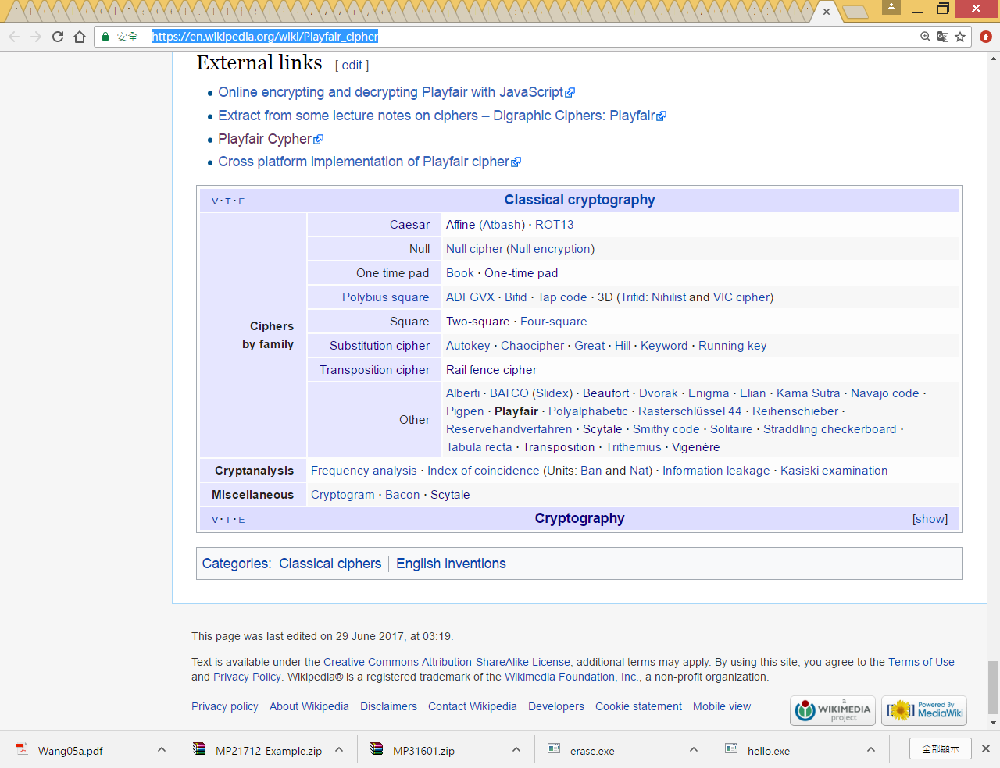 安全 https://en.wikipedia.org/wiki/Playfair_cipher
External links [ edit ]
Online encrypting and decrypting Playfair with JavaScript
Extract from some lecture notes on ciphers – Digraphic Ciphers: Playfair
Playfair Cypher
Cross platform implementation of Playfair cipher
V · T · E Classical cryptography
Caesar Affine (Atbash) · ROT13
Null Null cipher (Null encryption)
One time pad Book · One-time pad
Polybius square ADFGVX · Bifid · Tap code · 3D (Trifid: Nihilist and VIC cipher)
Square Two-square · Four-square
Ciphers
by family
Substitution cipher Autokey · Chaocipher · Great · Hill · Keyword · Running key
Transposition cipher Rail fence cipher
Other Alberti · BATCO (Slidex) · Beaufort · Dvorak · Enigma · Elian · Kama Sutra · Navajo code ·
Pigpen · Playfair · Polyalphabetic · Rasterschlüssel 44 · Reihenschieber ·
Reservehandverfahren · Scytale · Smithy code · Solitaire · Straddling checkerboard ·
Tabula recta · Transposition · Trithemius · Vigenère
Cryptanalysis Frequency analysis · Index of coincidence (Units: Ban and Nat) · Information leakage · Kasiski examination
Miscellaneous Cryptogram · Bacon · Scytale
V · T · E Cryptography [show]
Categories: Classical ciphers English inventions
This page was last edited on 29 June 2017, at 03:19.
Text is available under the Creative Commons Attribution-ShareAlike License; additional terms may apply. By using this site, you agree to the Terms of Use
and Privacy Policy. Wikipedia® is a registered trademark of the Wikimedia Foundation, Inc., a non-profit organization.
Privacy policy About Wikipedia Disclaimers Contact Wikipedia Developers Cookie statement Mobile view
a WIKIMEDIA project
Powered By MediaWiki
Wang05a.pdf MP21712_Example.zip MP31601.zip erase.exe hello.exe 全部顯示